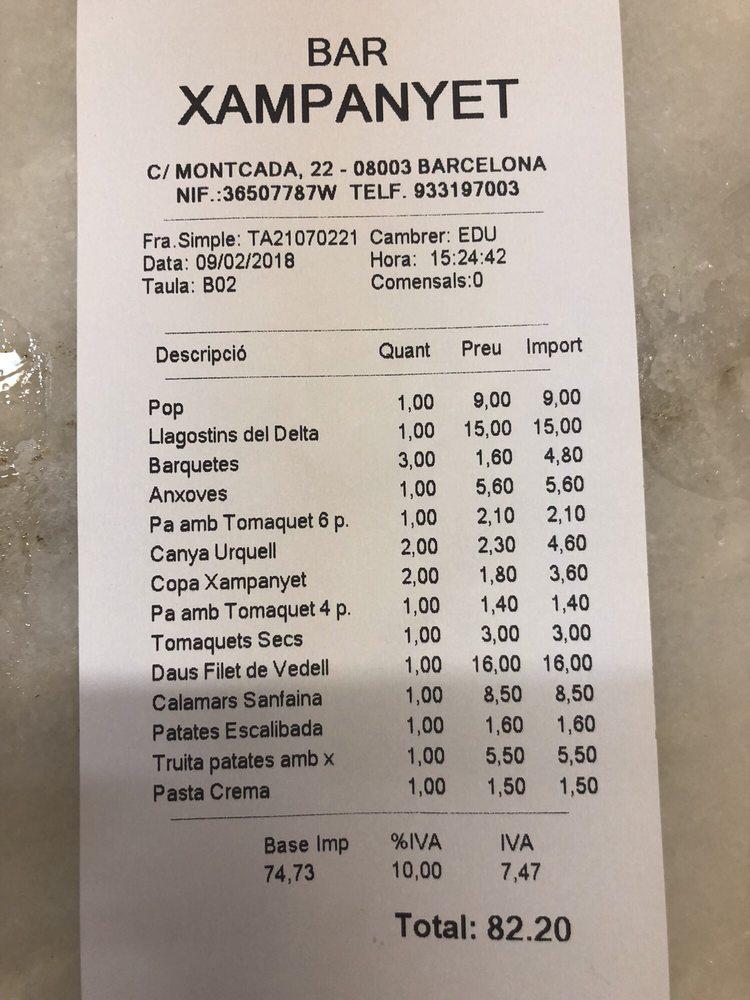 BAR
XAMPANYET
C/ MONTCADA, 22 - 08003 BARCELONA
NIF.:36507787W TELF. 933197003
Fra.Simple: TA21070221 Cambrer: EDU
Data: 09/02/2018 Hora: 15:24:42
Taula: B02 Comensals:0
Descripció Quant Preu Import
Pop 1,00 9,00 9,00
Llagostins del Delta 1,00 15,00 15,00
Barquetes 3,00 1,60 4,80
Anxoves 1,00 5,60 5,60
Pa amb Tomaquet 6 p. 1,00 2,10 2,10
Canya Urquell 2,00 2,30 4,60
Copa Xampanyet 2,00 1,80 3,60
Pa amb Tomaquet 4 p. 1,00 1,40 1,40
Tomaquets Secs 1,00 3,00 3,00
Daus Filet de Vedell 1,00 16,00 16,00
Calamars Sanfaina 1,00 8,50 8,50
Patates Escalibada 1,00 1,60 1,60
Truita patates amb x 1,00 5,50 5,50
Pasta Crema 1,00 1,50 1,50
Base Imp %IVA IVA
74,73 10,00 7,47
Total: 82.20